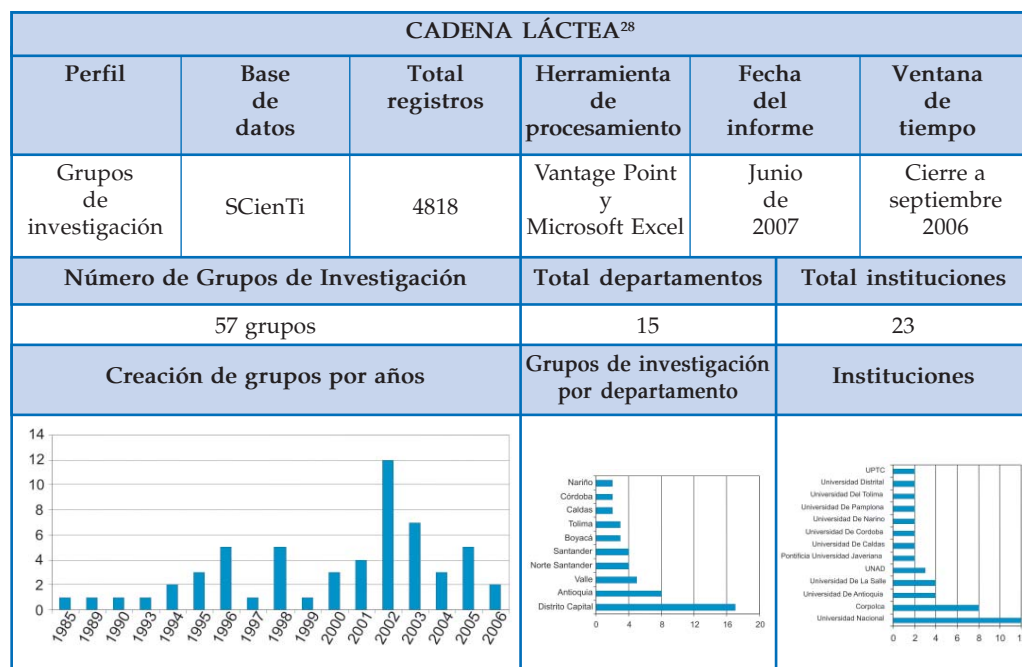 CADENA LÁCTEA²⁸
Perfil
Base
de
datos
Total
registros
Herramienta
de
procesamiento
Fecha
del
informe
Ventana
de
tiempo
Grupos
de
investigación
SCienTi
4818
Vantage Point
y
Microsoft Excel
Junio
de
2007
Cierre a
septiembre
2006
Número de Grupos de Investigación
Total departamentos
Total instituciones
57 grupos
15
23
Creación de grupos por años
Grupos de investigación
por departamento
Instituciones
14
12
10
8
6
4
2
0
1985 1989 1990 1993 1994 1995 1996 1997 1998 1999 2000 2001 2002 2003 2004 2005 2006
Nariño
Córdoba
Caldas
Tolima
Boyacá
Santander
Norte Santander
Valle
Antioquia
Distrito Capital
0 4 8 12 16 20
UPTC
Universidad Distrital
Universidad Del Tolima
Universidad De Pamplona
Universidad De Narino
Universidad De Cordoba
Universidad De Caldas
Pontificia Universidad Javeriana
UNAD
Universidad De La Salle
Universidad De Antioquia
Corpoica
Universidad Nacional
0 2 4 6 8 10